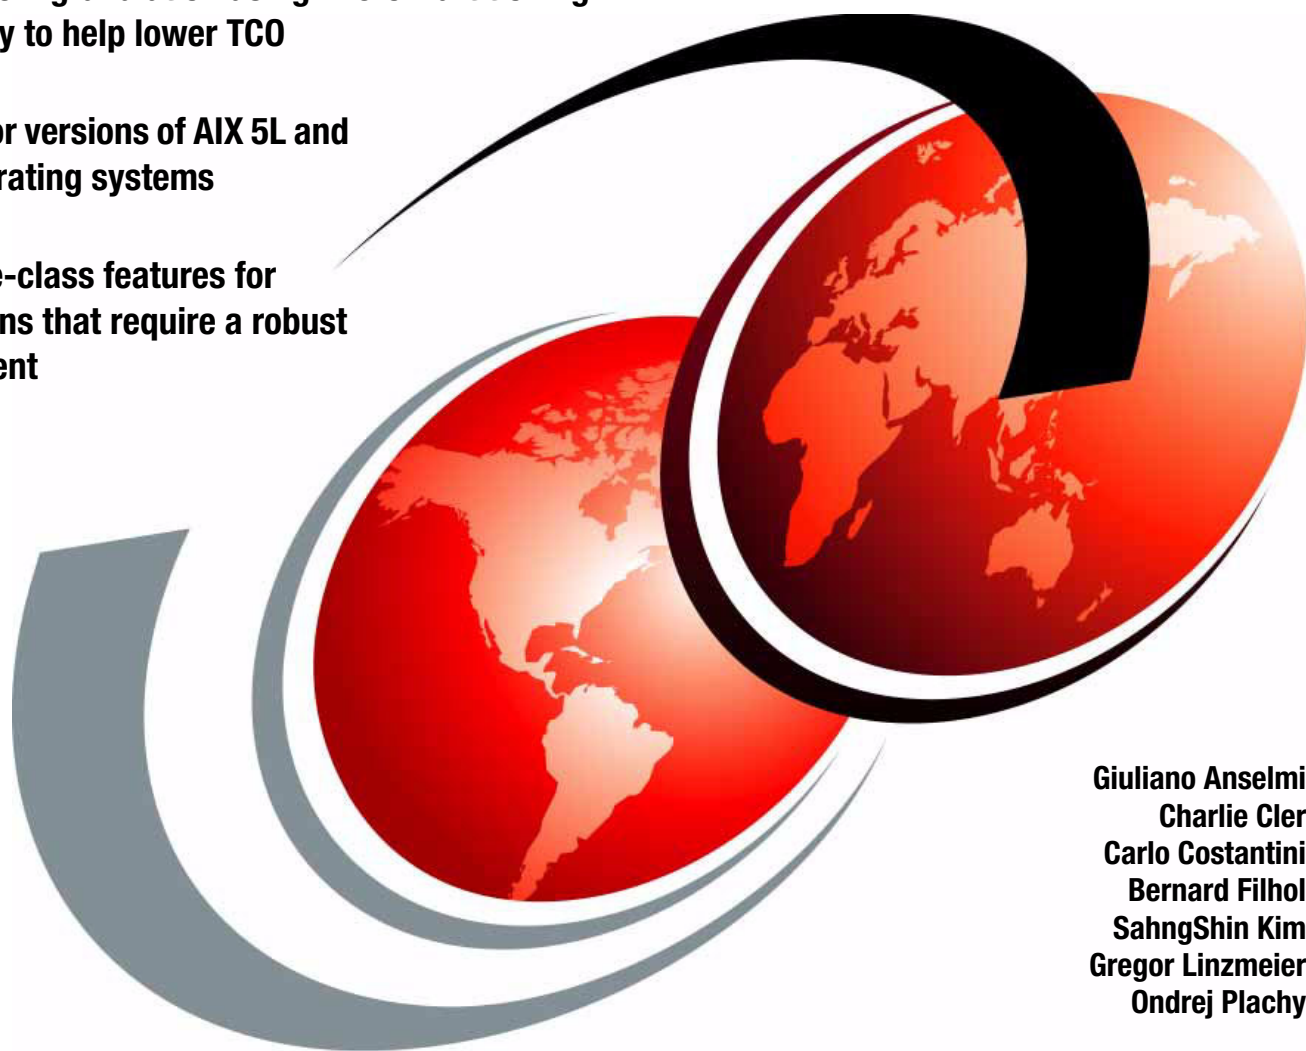 y to help lower TCO
or versions of AIX 5L and
rating systems
e-class features for
ns that require a robust
ent
Giuliano Anselmi
Charlie Cler
Carlo Costantini
Bernard Filhol
SahngShin Kim
Gregor Linzmeier
Ondrej Plachy